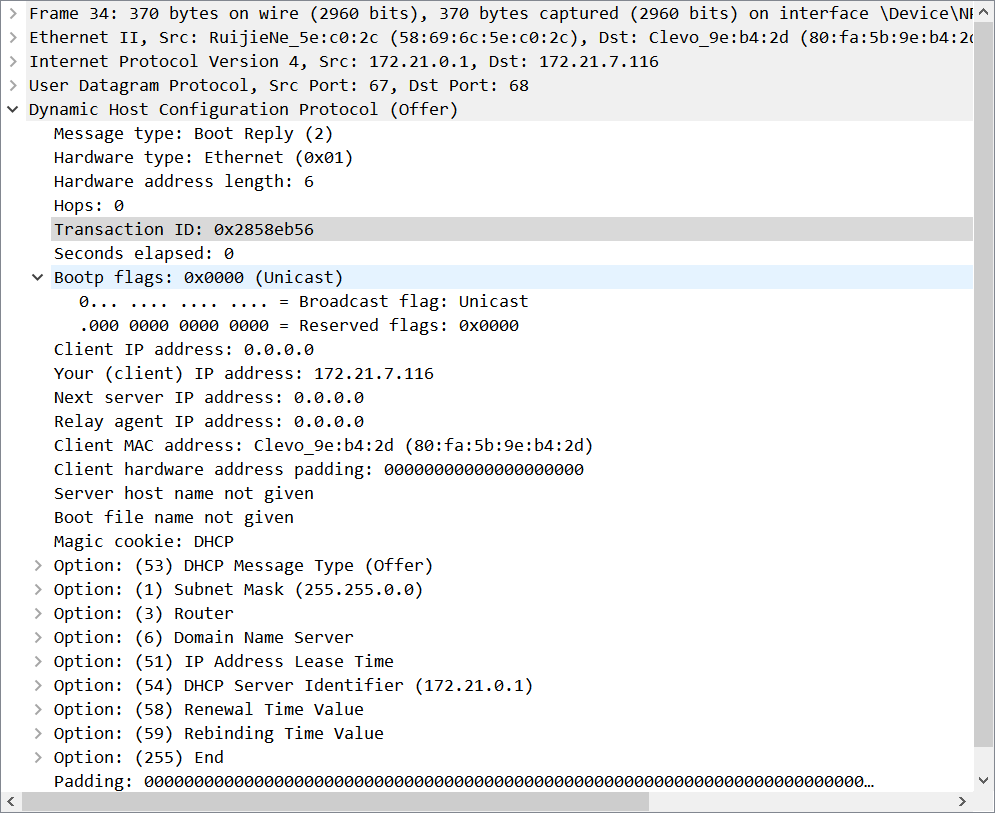 Frame 34: 370 bytes on wire (2960 bits), 370 bytes captured (2960 bits) on interface \Device\NF
Ethernet II, Src: RuijieNe_5e:c0:2c (58:69:6c:5e:c0:2c), Dst: Clevo_9e:b4:2d (80:fa:5b:9e:b4:2d
Internet Protocol Version 4, Src: 172.21.0.1, Dst: 172.21.7.116
User Datagram Protocol, Src Port: 67, Dst Port: 68
Dynamic Host Configuration Protocol (Offer)
Message type: Boot Reply (2)
Hardware type: Ethernet (0x01)
Hardware address length: 6
Hops: 0
Transaction ID: 0x2858eb56
Seconds elapsed: 0
Bootp flags: 0x0000 (Unicast)
0... .... .... .... = Broadcast flag: Unicast
.000 0000 0000 0000 = Reserved flags: 0x0000
Client IP address: 0.0.0.0
Your (client) IP address: 172.21.7.116
Next server IP address: 0.0.0.0
Relay agent IP address: 0.0.0.0
Client MAC address: Clevo_9e:b4:2d (80:fa:5b:9e:b4:2d)
Client hardware address padding: 00000000000000000000
Server host name not given
Boot file name not given
Magic cookie: DHCP
Option: (53) DHCP Message Type (Offer)
Option: (1) Subnet Mask (255.255.0.0)
Option: (3) Router
Option: (6) Domain Name Server
Option: (51) IP Address Lease Time
Option: (54) DHCP Server Identifier (172.21.0.1)
Option: (58) Renewal Time Value
Option: (59) Rebinding Time Value
Option: (255) End
Padding: 000000000000000000000000000000000000000000000000000000000000000000000000…